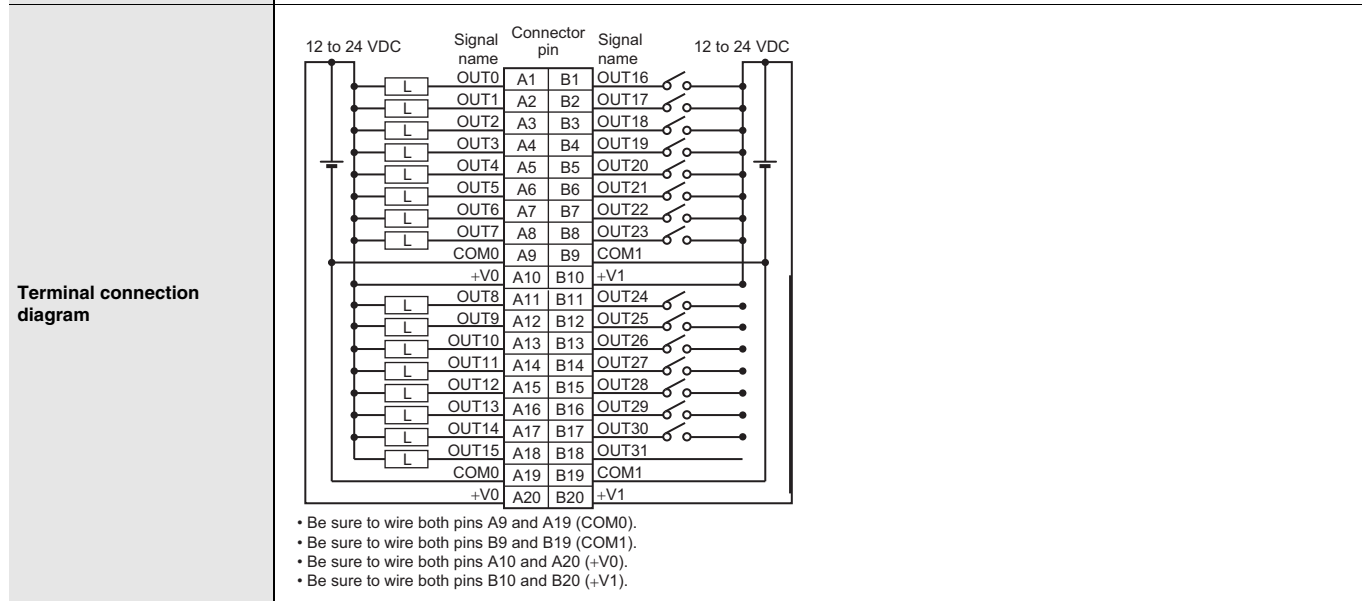 Terminal connection
diagram
12 to 24 VDC
Signal
name
Connector
pin
Signal
name
12 to 24 VDC
L OUT0 A1 B1 OUT16
L OUT1 A2 B2 OUT17
L OUT2 A3 B3 OUT18
L OUT3 A4 B4 OUT19
L OUT4 A5 B5 OUT20
L OUT5 A6 B6 OUT21
L OUT6 A7 B7 OUT22
L OUT7 A8 B8 OUT23
COM0 A9 B9 COM1
+V0 A10 B10 +V1
L OUT8 A11 B11 OUT24
L OUT9 A12 B12 OUT25
L OUT10 A13 B13 OUT26
L OUT11 A14 B14 OUT27
L OUT12 A15 B15 OUT28
L OUT13 A16 B16 OUT29
L OUT14 A17 B17 OUT30
L OUT15 A18 B18 OUT31
COM0 A19 B19 COM1
+V0 A20 B20 +V1
• Be sure to wire both pins A9 and A19 (COM0).
• Be sure to wire both pins B9 and B19 (COM1).
• Be sure to wire both pins A10 and A20 (+V0).
• Be sure to wire both pins B10 and B20 (+V1).